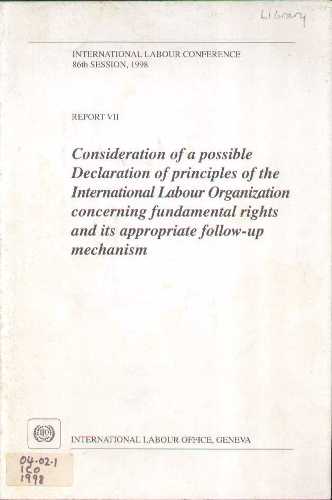 Library
INTERNATIONAL LABOUR CONFERENCE
86th SESSION, 1998
REPORT VII
Consideration of a possible
Declaration of principles of the
International Labour Organization
concerning fundamental rights
and its appropriate follow-up
mechanism
INTERNATIONAL LABOUR OFFICE, GENEVA
04-02-1
ICO
1998